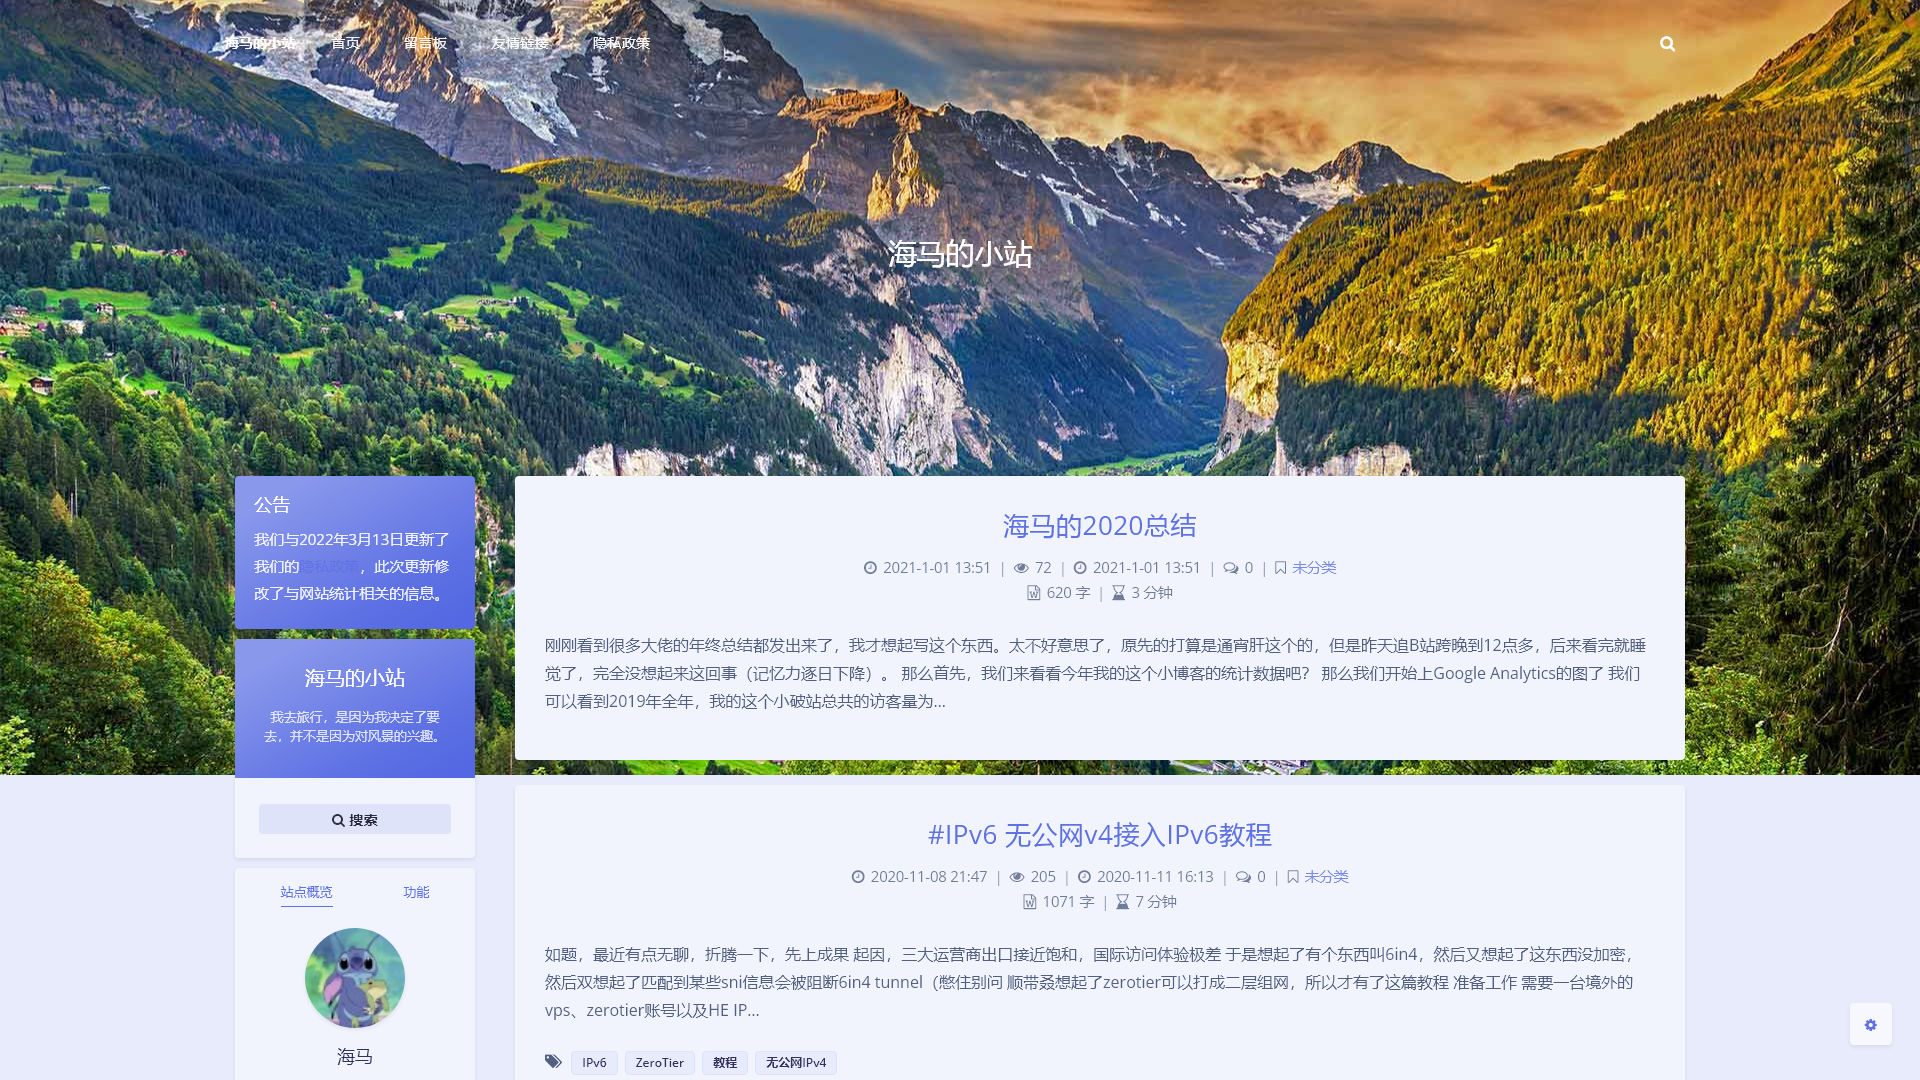 海马的小站 首页 留言板 友情链接 隐私政策
海马的小站
公告
我们与2022年3月13日更新了
我们的隐私政策，此次更新修
改了与网站统计相关的信息。
海马的小站
我去旅行，是因为我决定了要
去，并不是因为对风景的兴趣。
搜索
站点概览 功能
海马
海马的2020总结
2021-1-01 13:51 | 72 | 2021-1-01 13:51 | 0 | 未分类
620 字 | 3 分钟
刚刚看到很多大佬的年终总结都发出来了，我才想起写这个东西。太不好意思了，原先的打算是通宵肝这个的，但是昨天追B站跨晚到12点多，后来看完就睡
觉了，完全没想起来这回事（记忆力逐日下降）。 那么首先，我们来看看今年我的这个小博客的统计数据吧？ 那么我们开始上Google Analytics的图了 我们
可以看到2019年全年，我的这个小破站总共的访客量为...
#IPv6 无公网v4接入IPv6教程
2020-11-08 21:47 | 205 | 2020-11-11 16:13 | 0 | 未分类
1071 字 | 7 分钟
如题，最近有点无聊，折腾一下，先上成果 起因，三大运营商出口接近饱和，国际访问体验极差 于是想起了有个东西叫6in4，然后又想起了这东西没加密，
然后双想起了匹配到某些sni信息会被阻断6in4 tunnel（憋住别问 顺带叒想起了zerotier可以打成二层组网，所以才有了这篇教程 准备工作 需要一台境外的
vps、zerotier账号以及HE IP...
IPv6 ZeroTier 教程 无公网IPv4